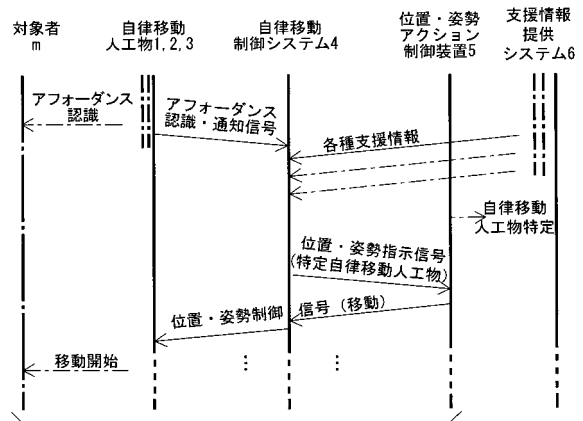 対象者
m
自律移動
人工物1,2,3
自律移動
制御システム4
位置・姿勢
アクション
制御装置5
支援情報
提供
システム6
アフォーダンス
認識
アフォーダンス
認識・通知信号
各種支援情報
自律移動
人工物特定
位置・姿勢指示信号
(特定自律移動人工物)
位置・姿勢制御 信号(移動)
移動開始